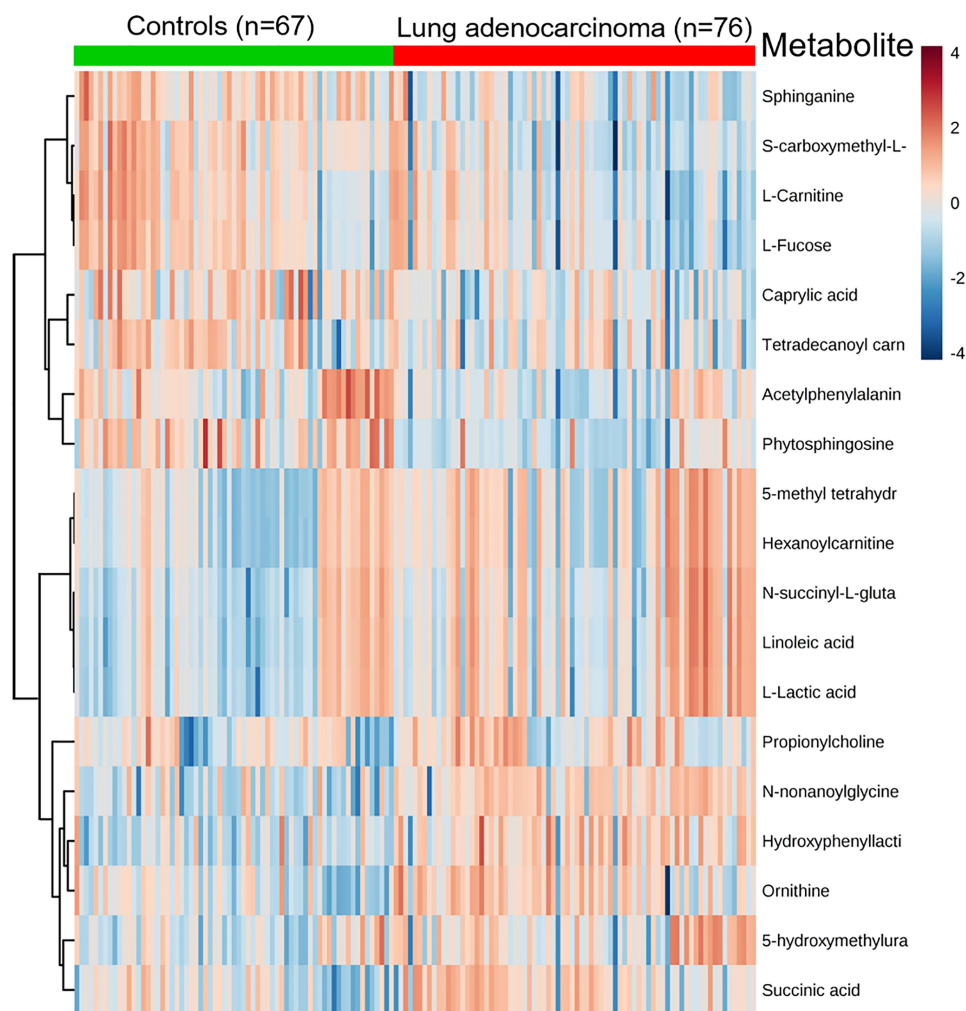 Controls (n=67)
Lung adenocarcinoma (n=76)
Metabolite
4
2
0
-2
-4
Sphinganine
S-carboxymethyl-L-
L-Carnitine
L-Fucose
Caprylic acid
Tetradecanoyl carn
Acetylphenylalanin
Phytosphingosine
5-methyl tetrahydr
Hexanoylcarnitine
N-succinyl-L-gluta
Linoleic acid
L-Lactic acid
Propionylcholine
N-nonanoylglycine
Hydroxyphenyllacti
Ornithine
5-hydroxymethylura
Succinic acid